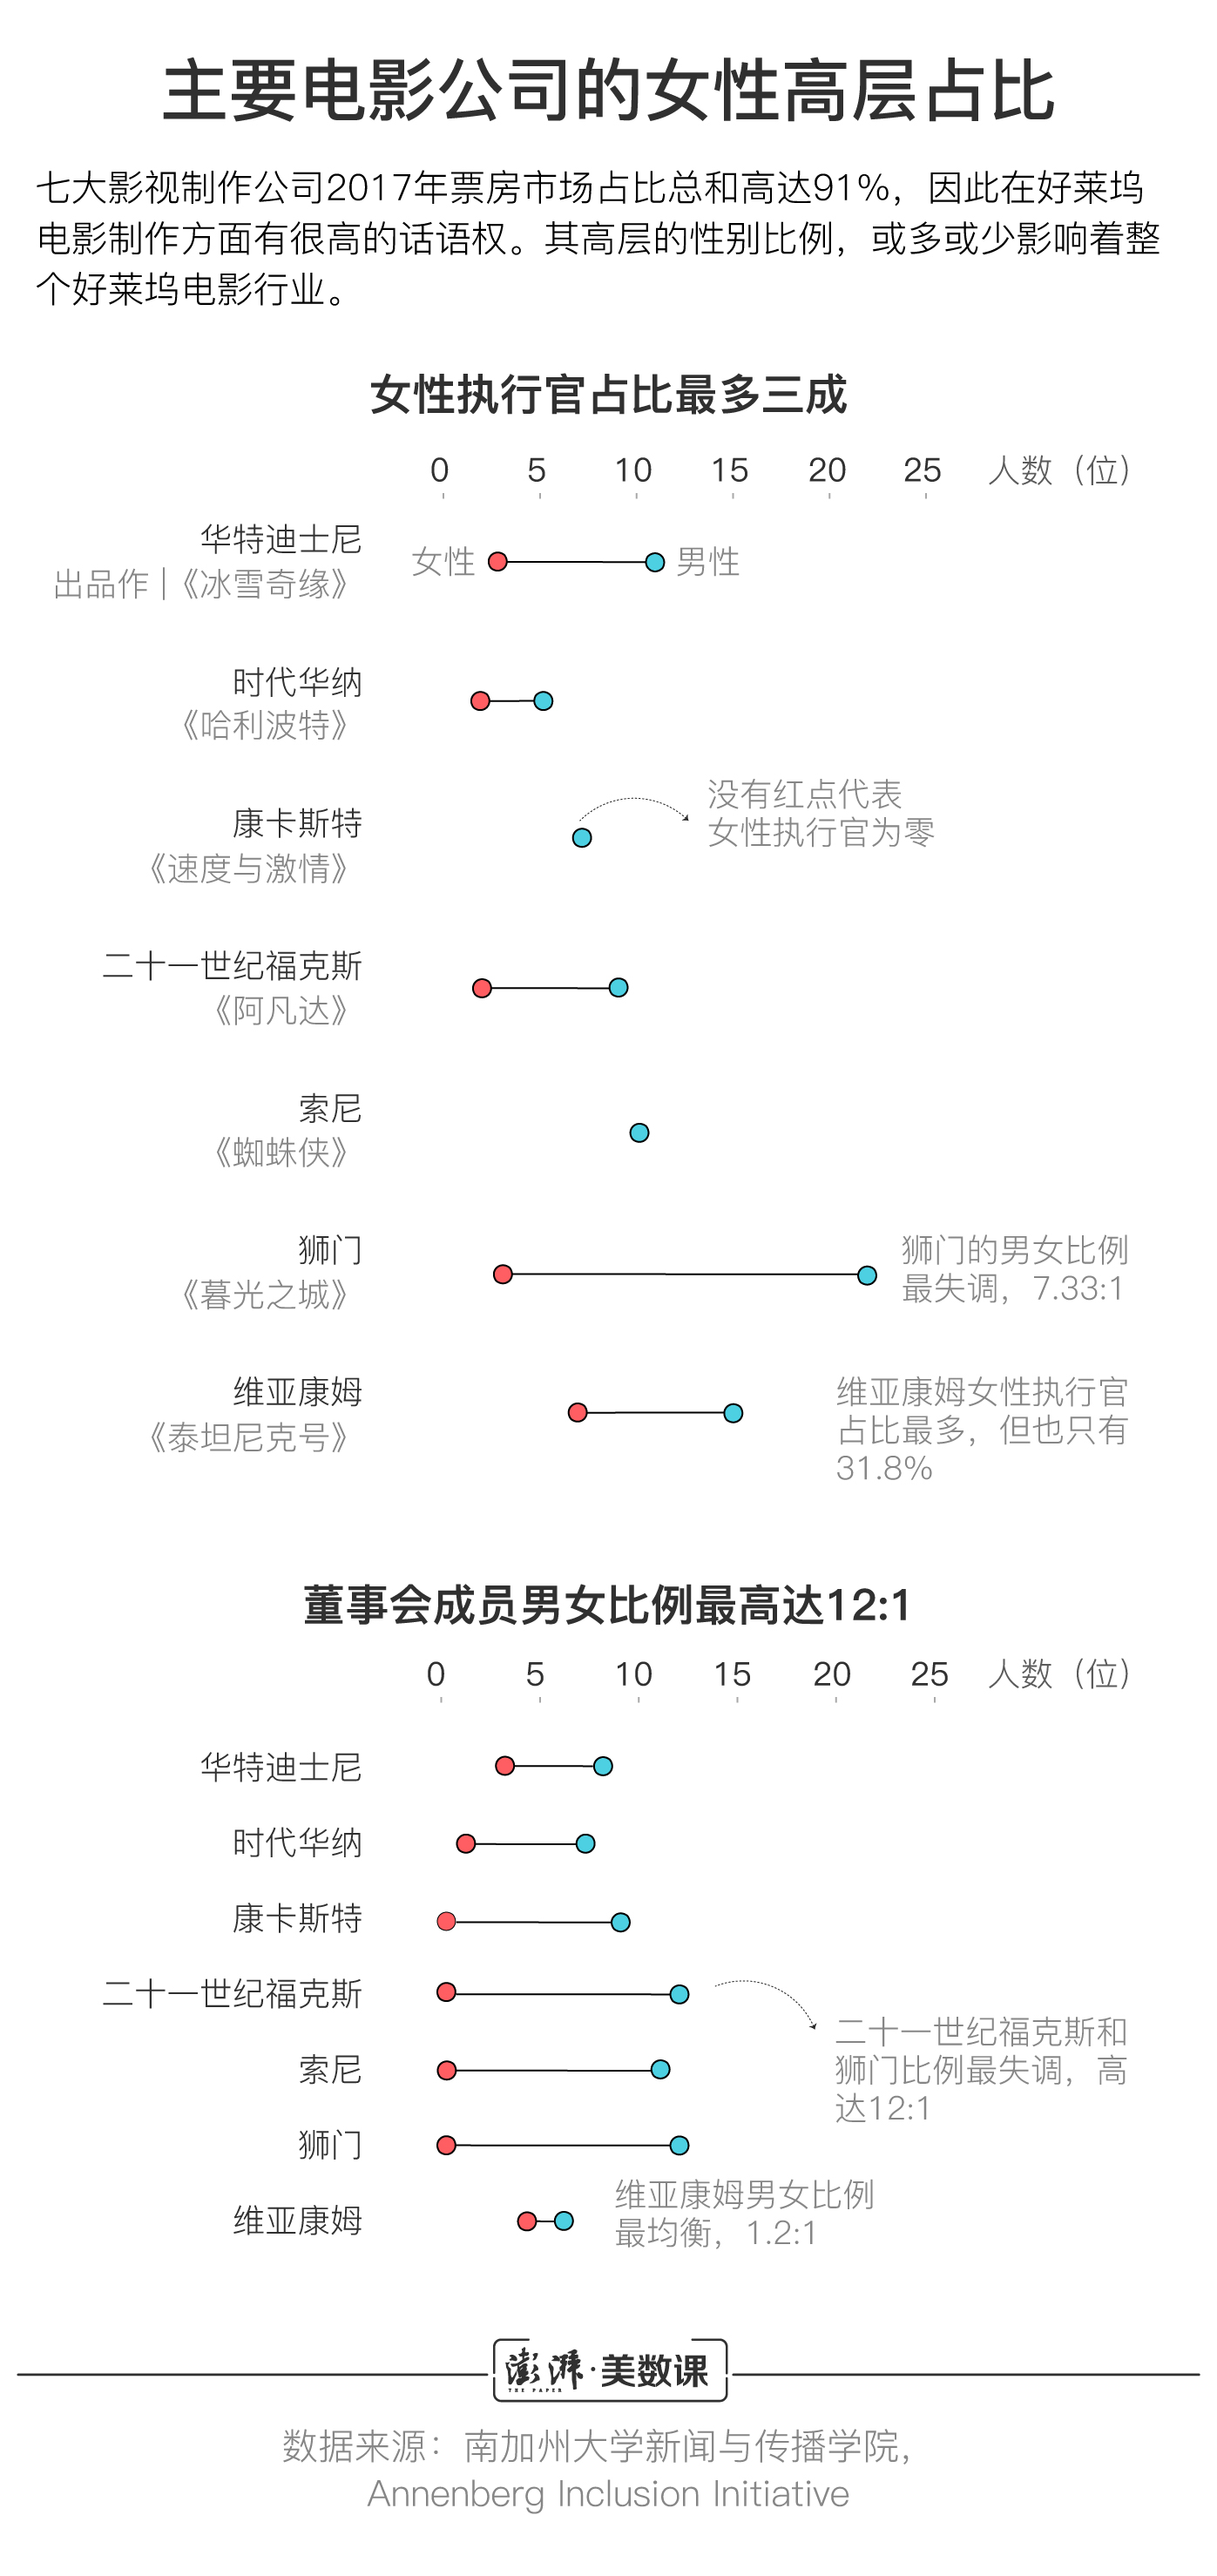 主要电影公司的女性高层占比
七大影视制作公司2017年票房市场占比总和高达91%，因此在好莱坞
电影制作方面有很高的话语权。其高层的性别比例，或多或少影响着整
个好莱坞电影行业。
女性执行官占比最多三成
0 5 10 15 20 25 人数（位）
华特迪士尼
女性 男性
出品作 |《冰雪奇缘》
时代华纳
《哈利波特》
没有红点代表
女性执行官为零
康卡斯特
《速度与激情》
二十一世纪福克斯
《阿凡达》
索尼
《蜘蛛侠》
狮门
《暮光之城》
狮门的男女比例
最失调，7.33:1
维亚康姆
《泰坦尼克号》
维亚康姆女性执行官
占比最多，但也只有
31.8%
董事会成员男女比例最高达12:1
0 5 10 15 20 25 人数（位）
华特迪士尼
时代华纳
康卡斯特
二十一世纪福克斯
二十一世纪福克斯和
狮门比例最失调，高
达12:1
索尼
狮门
维亚康姆
维亚康姆男女比例
最均衡，1.2:1
澎湃·美数课
THE PAPER
数据来源：南加州大学新闻与传播学院，
Annenberg Inclusion Initiative